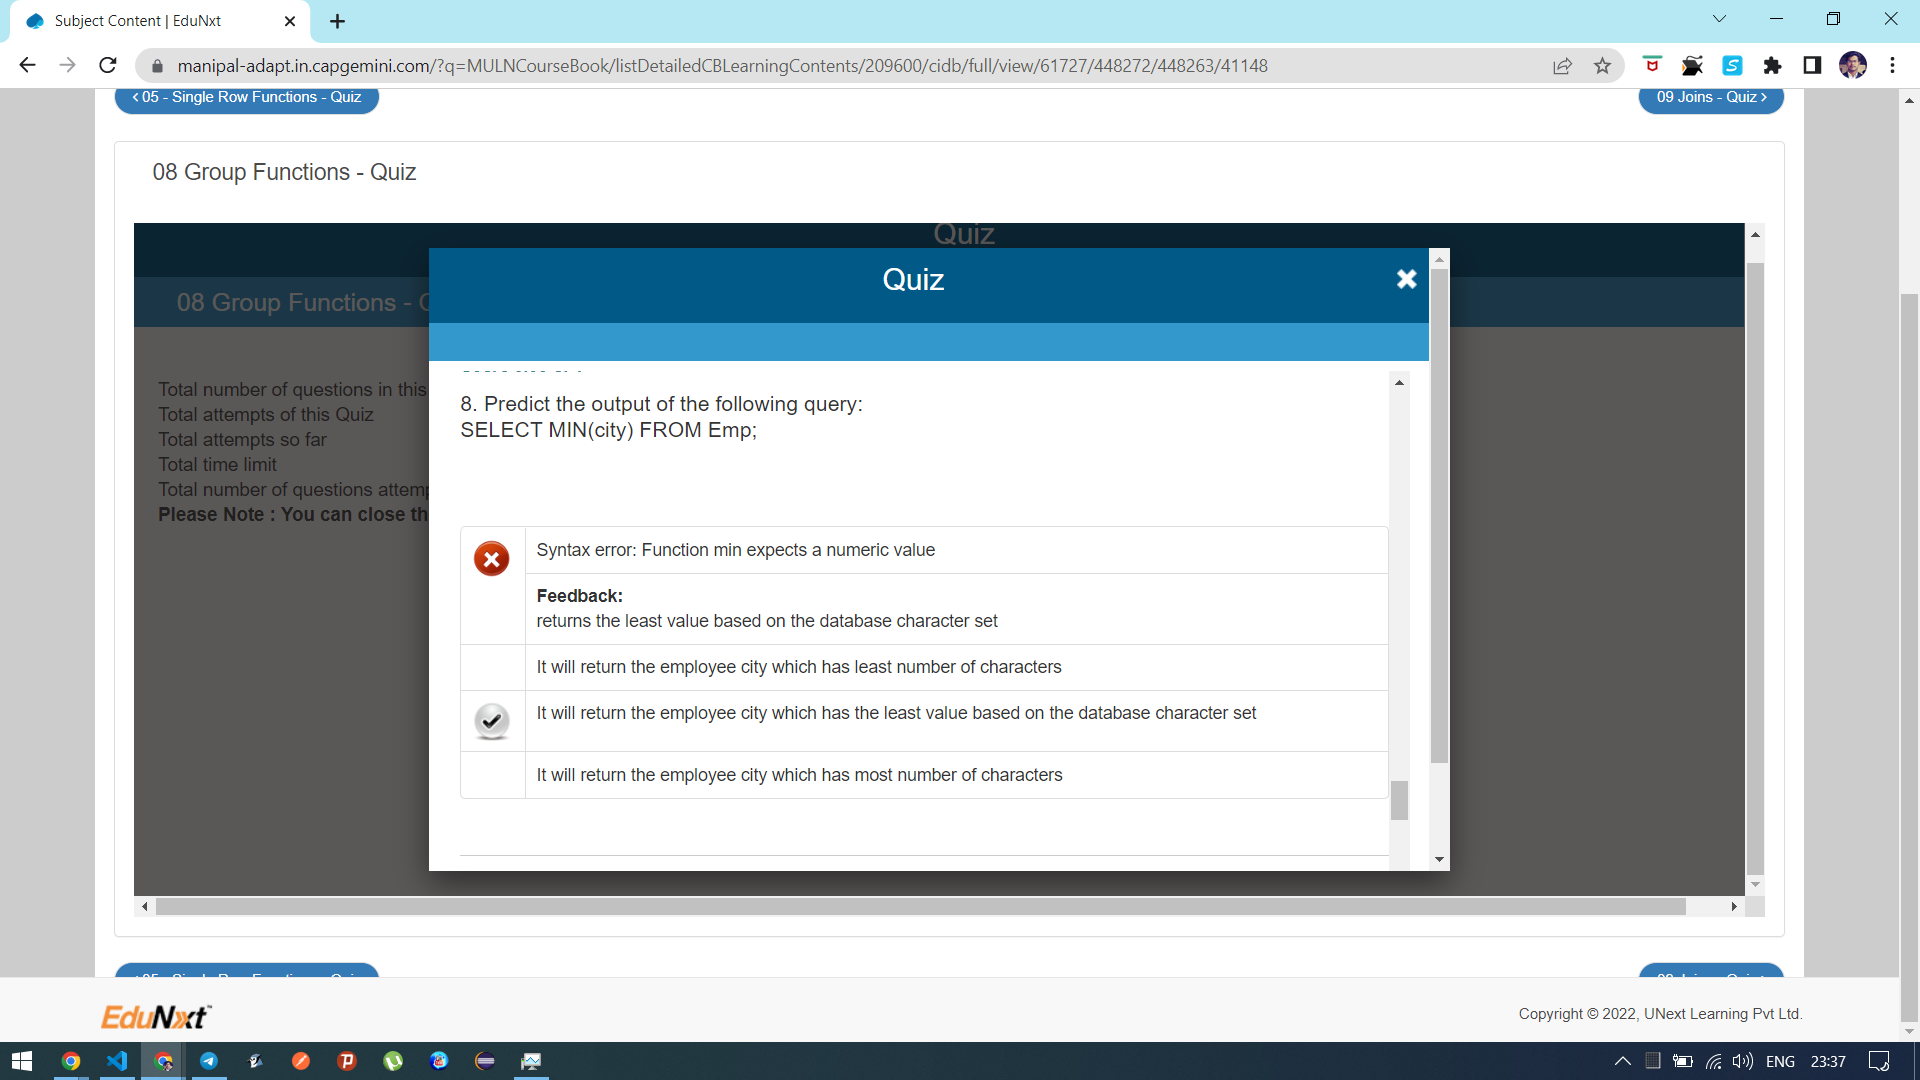 Subject Content | EduNxt
manipal-adapt.in.capgemini.com/?q=MULNCourseBook/listDetailedCBLearningContents/209600/cidb/full/view/61727/448272/448263/41148
< 05 - Single Row Functions - Quiz
09 Joins - Quiz >
08 Group Functions - Quiz
Quiz
Quiz
08 Group Functions - Q
Total number of questions in this
Total attempts of this Quiz
Total attempts so far
Total time limit
Total number of questions attemp
Please Note : You can close th
8. Predict the output of the following query:
SELECT MIN(city) FROM Emp;
Syntax error: Function min expects a numeric value
Feedback:
returns the least value based on the database character set
It will return the employee city which has least number of characters
It will return the employee city which has the least value based on the database character set
It will return the employee city which has most number of characters
EduNxt
Copyright © 2022, UNext Learning Pvt Ltd.
ENG 23:37